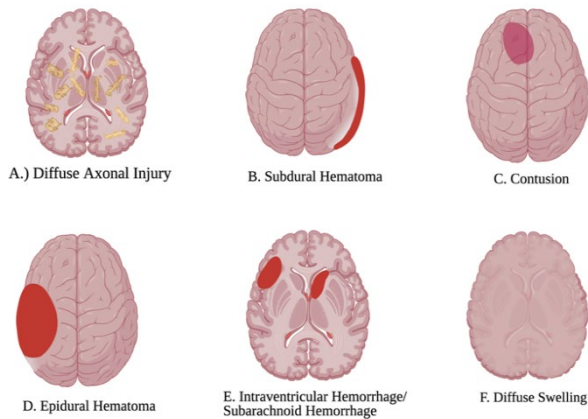 A.) Diffuse Axonal Injury
B. Subdural Hematoma
C. Contusion
D. Epidural Hematoma
E. Intraventricular Hemorrhage/
Subarachnoid Hemorrhage
F. Diffuse Swelling